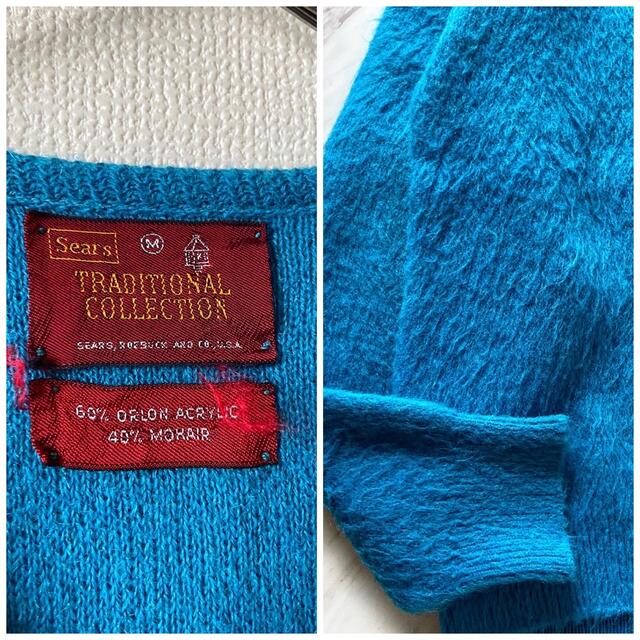 Sears M
TRADITIONAL
COLLECTION
SEARS, ROEBUCK AND CO., U.S.A.
60% ORLON ACRYLIC
40% MOHAIR